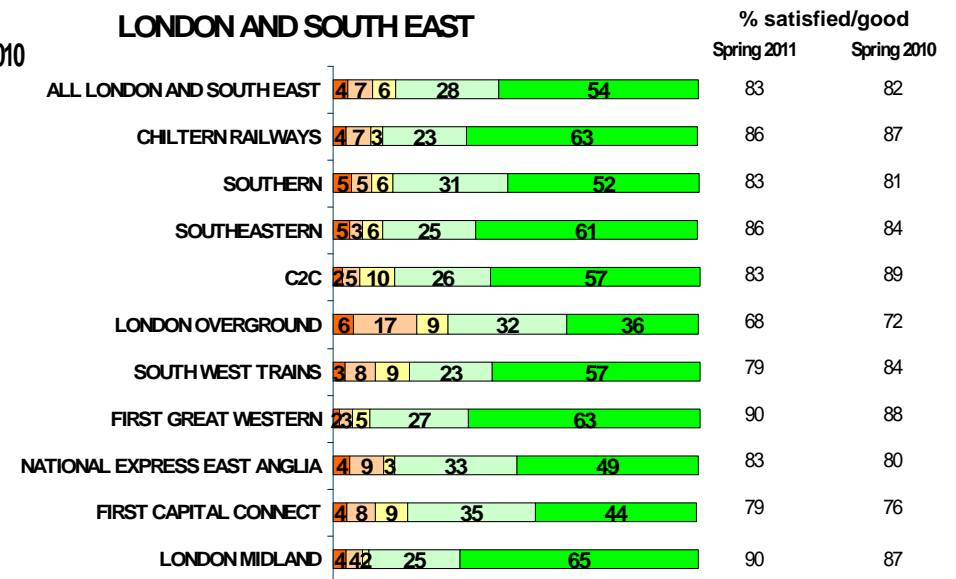 LONDON AND SOUTH EAST
% satisfied/good
Spring 2011 Spring 2010
010
ALL LONDON AND SOUTH EAST 4 7 6 28 54 83 82
CHILTERN RAILWAYS 4 7 3 23 63 86 87
SOUTHERN 5 5 6 31 52 83 81
SOUTHEASTERN 5 3 6 25 61 86 84
C2C 2 5 10 26 57 83 89
LONDON OVERGROUND 6 17 9 32 36 68 72
SOUTH WEST TRAINS 3 8 9 23 57 79 84
FIRST GREAT WESTERN 2 3 5 27 63 90 88
NATIONAL EXPRESS EAST ANGLIA 4 9 3 33 49 83 80
FIRST CAPITAL CONNECT 4 8 9 35 44 79 76
LONDON MIDLAND 4 4 2 25 65 90 87